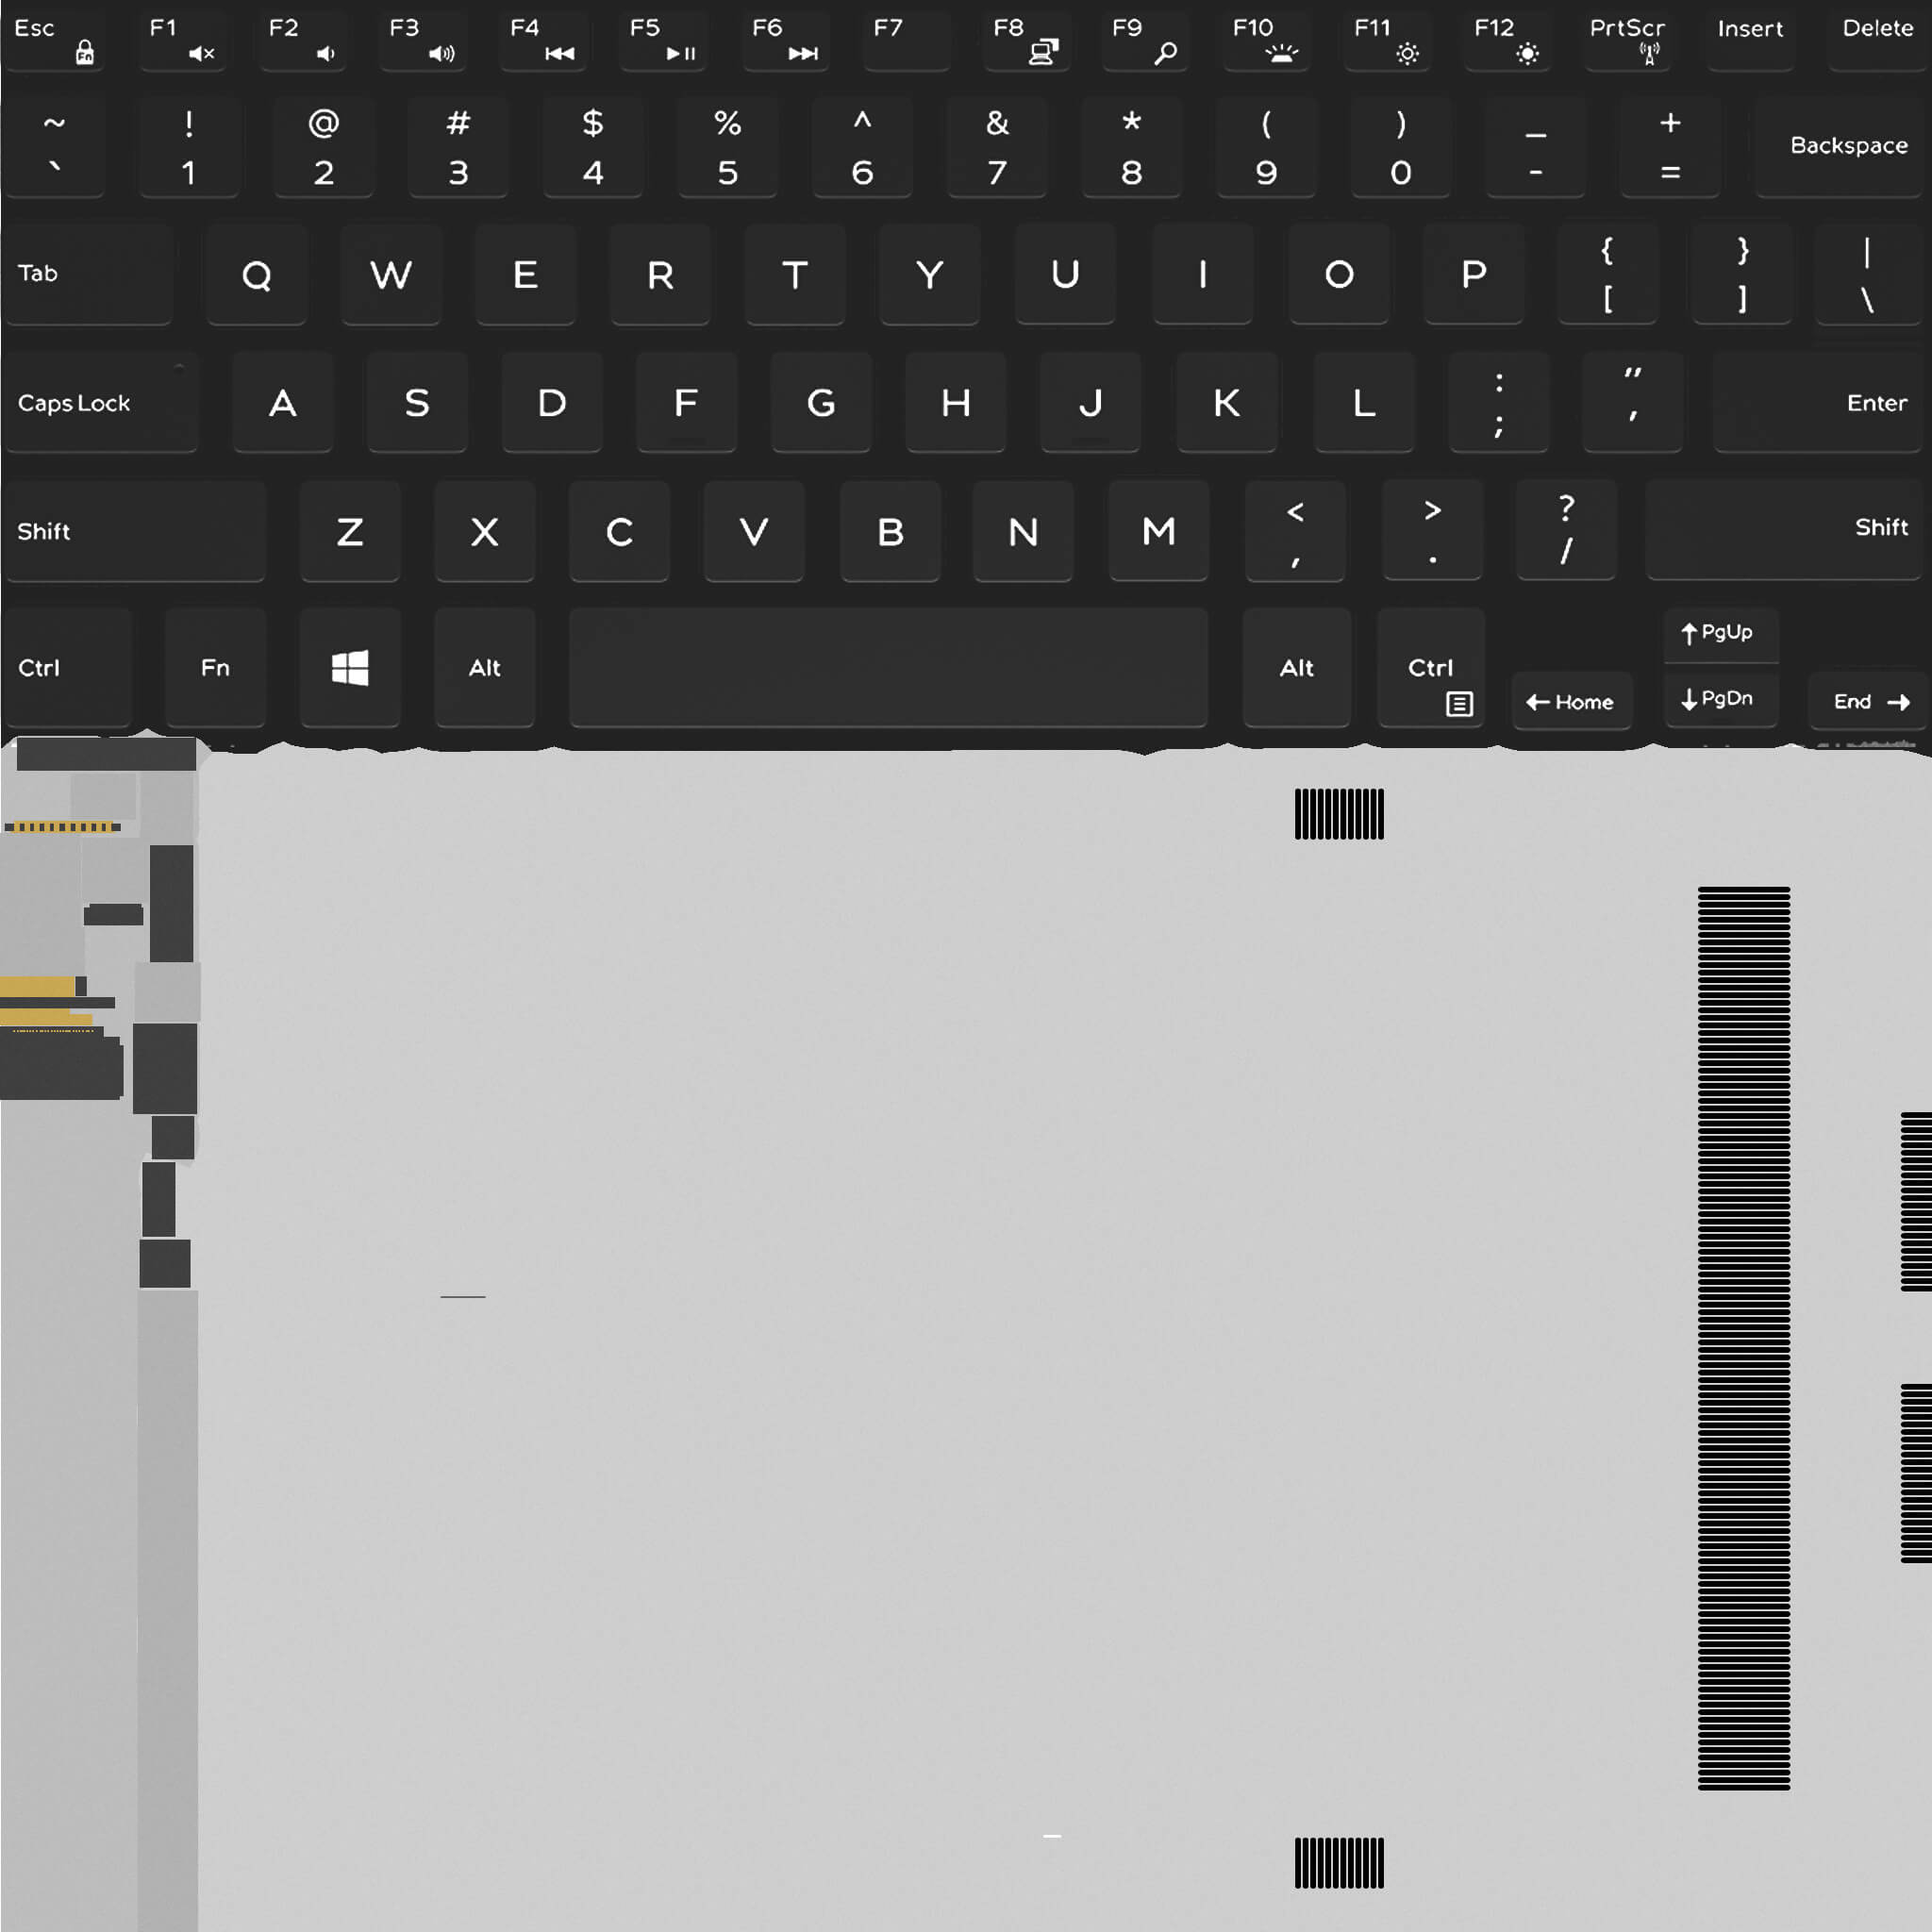 Esc F1 F2 F3 F4 F5 F6 F7 F8 F9 F10 F11 F12 PrtScr Insert Delete
Fn
~ ! @ # $ % ^ & * ( ) _ +
` 1 2 3 4 5 6 7 8 9 0 - = Backspace
Tab Q W E R T Y U I O P { } |
[ ] \
Caps Lock A S D F G H J K L : " Enter
; '
Shift Z X C V B N M < > ? Shift
, . /
Ctrl Fn Alt Alt Ctrl ↑ PgUp
← Home ↓ PgDn End →